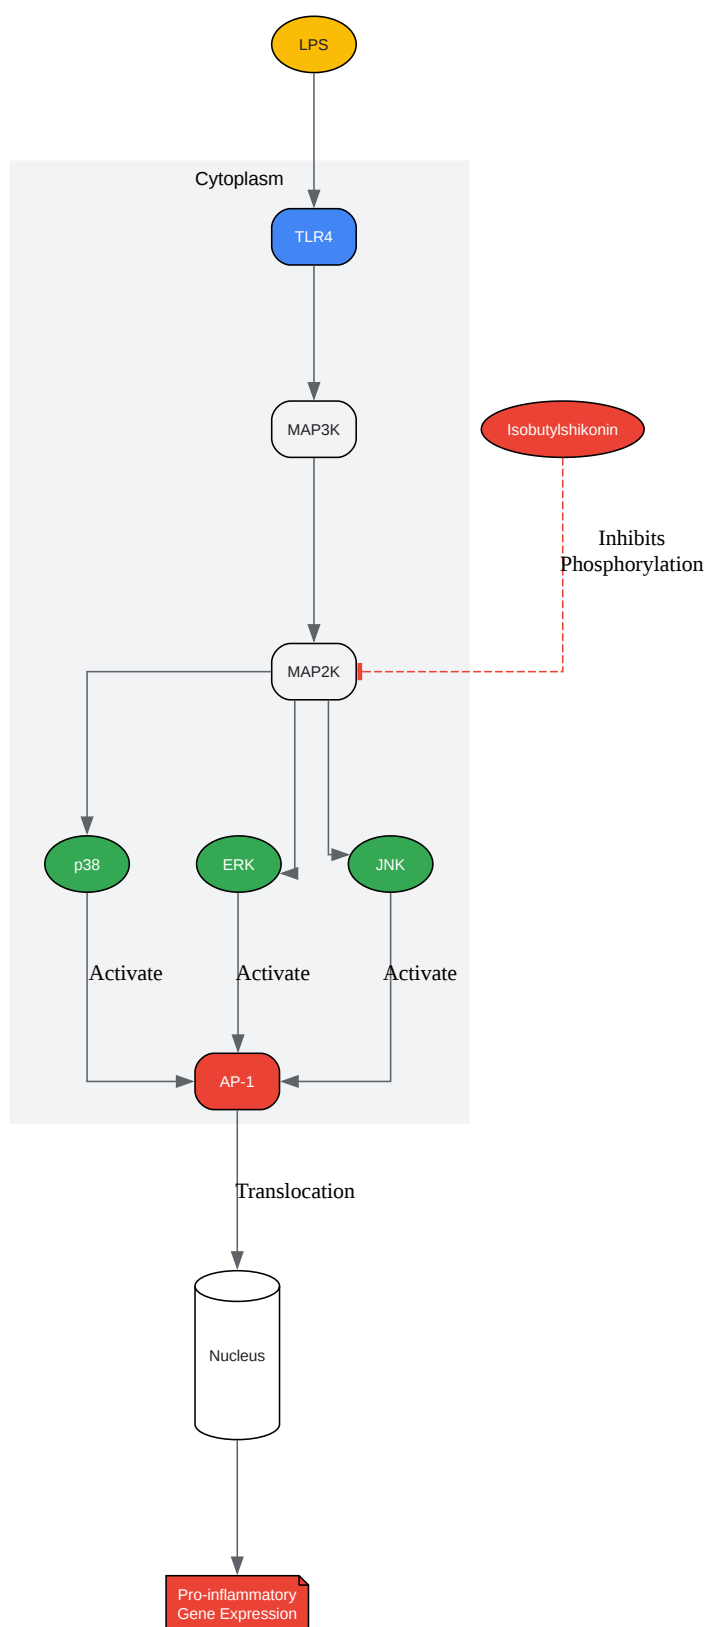 LPS
Cytoplasm
TLR4
MAP3K
Isobutylshikonin
Inhibits
Phosphorylation
MAP2K
p38
ERK
JNK
Activate
Activate
Activate
AP-1
Translocation
Nucleus
Pro-inflammatory
Gene Expression